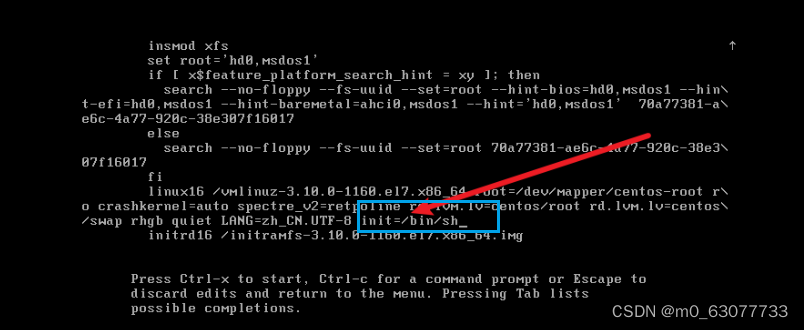 insmod xfs
set root='hd0,msdos1'
if [ x$feature_platform_search_hint = xy ]; then
search --no-floppy --fs-uuid --set=root --hint-bios=hd0,msdos1 --hin\
t-efi=hd0,msdos1 --hint-baremetal=ahci0,msdos1 --hint='hd0,msdos1' 70a77381-a\
e6c-4a77-920c-38e307f16017
else
search --no-floppy --fs-uuid --set=root 70a77381-ae6c-4a77-920c-38e3\
07f16017
fi
linux16 /vmlinuz-3.10.0-1160.el7.x86_64 root=/dev/mapper/centos-root r\
o crashkernel=auto spectre_v2=retpoline rd.lvm.lv=centos/root rd.lvm.lv=centos\
/swap rhgb quiet LANG=zh_CN.UTF-8 init=/bin/sh_
initrd16 /initramfs-3.10.0-1160.el7.x86_64.img
Press Ctrl-x to start, Ctrl-c for a command prompt or Escape to
discard edits and return to the menu. Pressing Tab lists
possible completions.
CSDN @m0_63077733